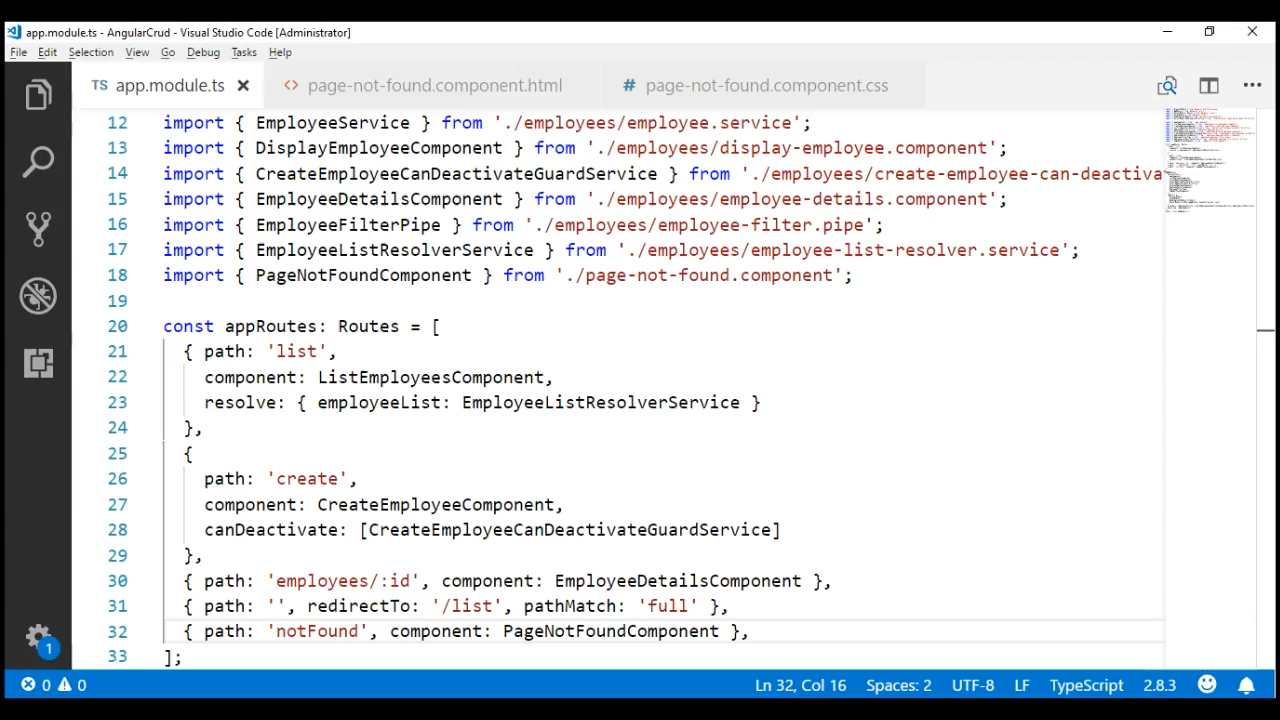 app.module.ts - AngularCrud - Visual Studio Code [Administrator]
File Edit Selection View Go Debug Tasks Help
TS app.module.ts page-not-found.component.html page-not-found.component.css
12 import { EmployeeService } from './employees/employee.service';
13 import { DisplayEmployeeComponent } from './employees/display-employee.component';
14 import { CreateEmployeeCanDeactivateGuardService } from './employees/create-employee-can-deactiva
15 import { EmployeeDetailsComponent } from './employees/employee-details.component';
16 import { EmployeeFilterPipe } from './employees/employee-filter.pipe';
17 import { EmployeeListResolverService } from './employees/employee-list-resolver.service';
18 import { PageNotFoundComponent } from './page-not-found.component';
19
20 const appRoutes: Routes = [
21 { path: 'list',
22 component: ListEmployeesComponent,
23 resolve: { employeeList: EmployeeListResolverService }
24 },
25 {
26 path: 'create',
27 component: CreateEmployeeComponent,
28 canDeactivate: [CreateEmployeeCanDeactivateGuardService]
29 },
30 { path: 'employees/:id', component: EmployeeDetailsComponent },
31 { path: '', redirectTo: '/list', pathMatch: 'full' },
32 { path: 'notFound', component: PageNotFoundComponent },
33 ];
1
0 0 Ln 32, Col 16 Spaces: 2 UTF-8 LF TypeScript 2.8.3